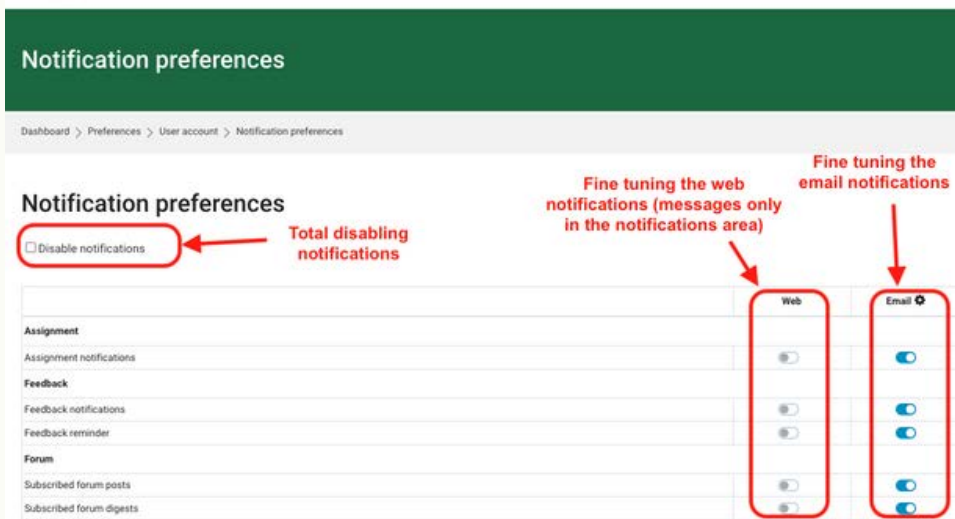 Notification preferences
Dashboard > Preferences > User account > Notification preferences
Fine tuning the
email notifications
Fine tuning the web
notifications (messages only
in the notifications area)
Notification preferences
Total disabling
notifications
Disable notifications
Web Email
Assignment
Assignment notifications
Feedback
Feedback notifications
Feedback reminder
Forum
Subscribed forum posts
Subscribed forum digests